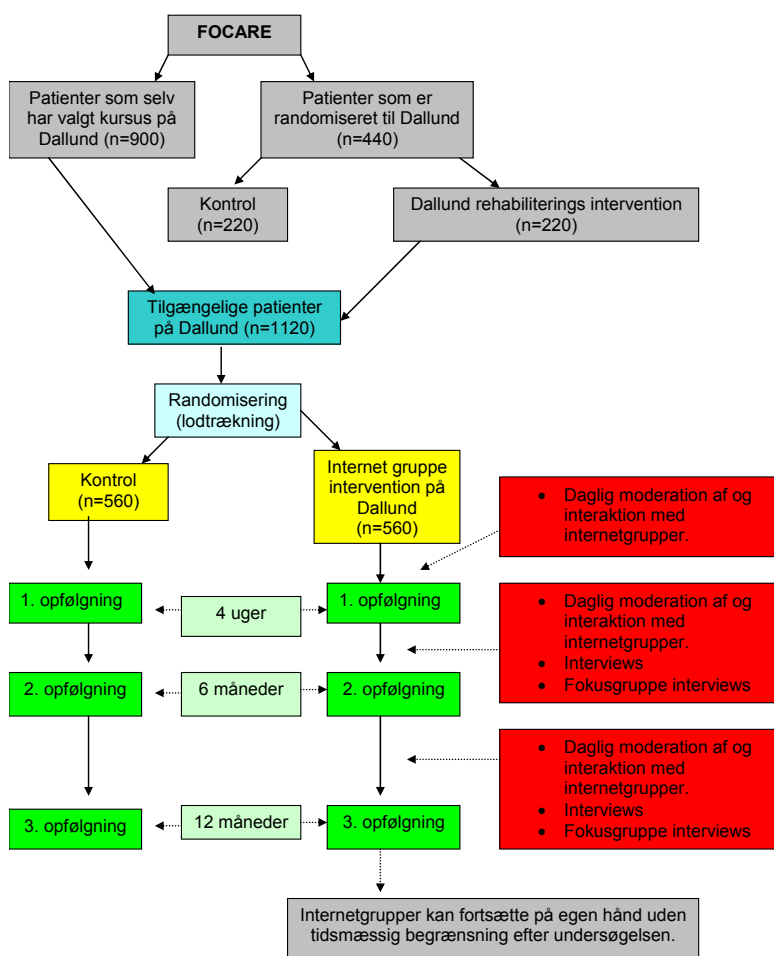 FOCARE
Patienter som selv
har valgt kursus på
Dallund (n=900)
Patienter som er
randomiseret til Dallund
(n=440)
Kontrol
(n=220)
Dallund rehabiliterings intervention
(n=220)
Tilgængelige patienter
på Dallund (n=1120)
Randomisering
(lodtrækning)
Kontrol
(n=560)
Internet gruppe
intervention på
Dallund
(n=560)
• Daglig moderation af og
interaktion med
internetgrupper.
1. opfølgning
4 uger
1. opfølgning
• Daglig moderation af og
interaktion med
internetgrupper.
• Interviews
• Fokusgruppe interviews
2. opfølgning
6 måneder
2. opfølgning
• Daglig moderation af og
interaktion med
internetgrupper.
• Interviews
• Fokusgruppe interviews
3. opfølgning
12 måneder
3. opfølgning
Internetgrupper kan fortsætte på egen hånd uden
tidsmæssig begrænsning efter undersøgelsen.